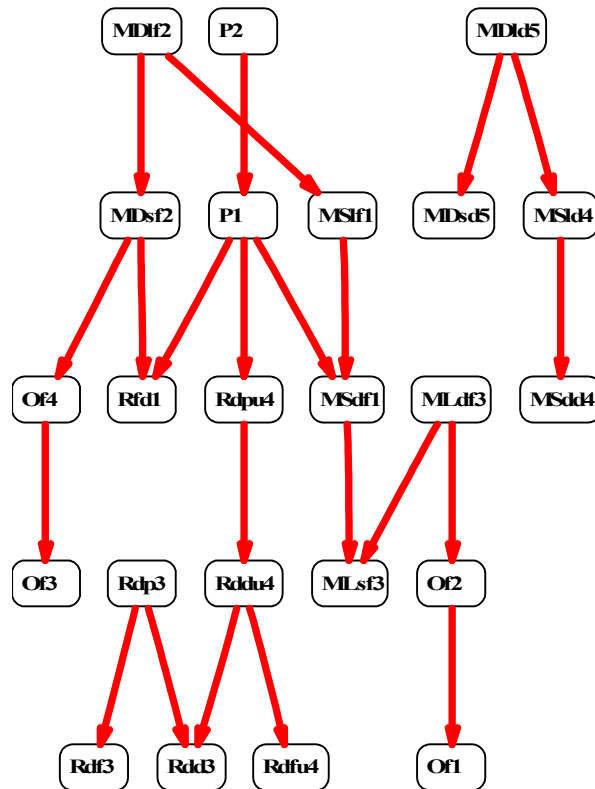 MDlf2 P2 MDld5
MDsf2 P1 MSlf1 MDsd5 MSld4
Of4 Rfd1 Rdpu4 MSdf1 MLdf3 MSdd4
Of3 Rdp3 Rddu4 MLsf3 Of2
Rdf3 Rdd3 Rdfu4 Of1